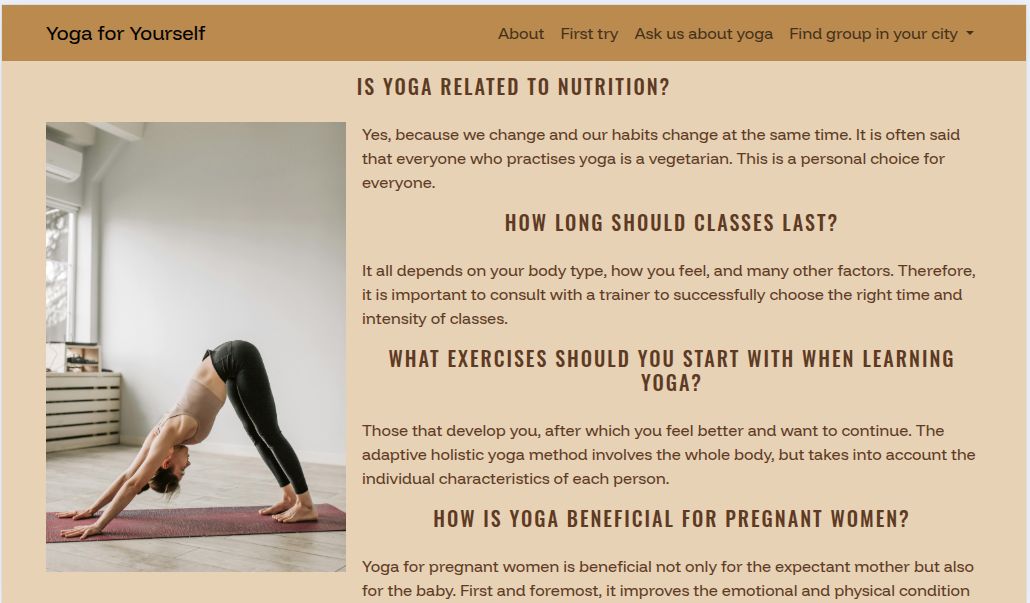 Yoga for Yourself
About First try Ask us about yoga Find group in your city
IS YOGA RELATED TO NUTRITION?
Yes, because we change and our habits change at the same time. It is often said
that everyone who practises yoga is a vegetarian. This is a personal choice for
everyone.
HOW LONG SHOULD CLASSES LAST?
It all depends on your body type, how you feel, and many other factors. Therefore,
it is important to consult with a trainer to successfully choose the right time and
intensity of classes.
WHAT EXERCISES SHOULD YOU START WITH WHEN LEARNING
YOGA?
Those that develop you, after which you feel better and want to continue. The
adaptive holistic yoga method involves the whole body, but takes into account the
individual characteristics of each person.
HOW IS YOGA BENEFICIAL FOR PREGNANT WOMEN?
Yoga for pregnant women is beneficial not only for the expectant mother but also
for the baby. First and foremost, it improves the emotional and physical condition